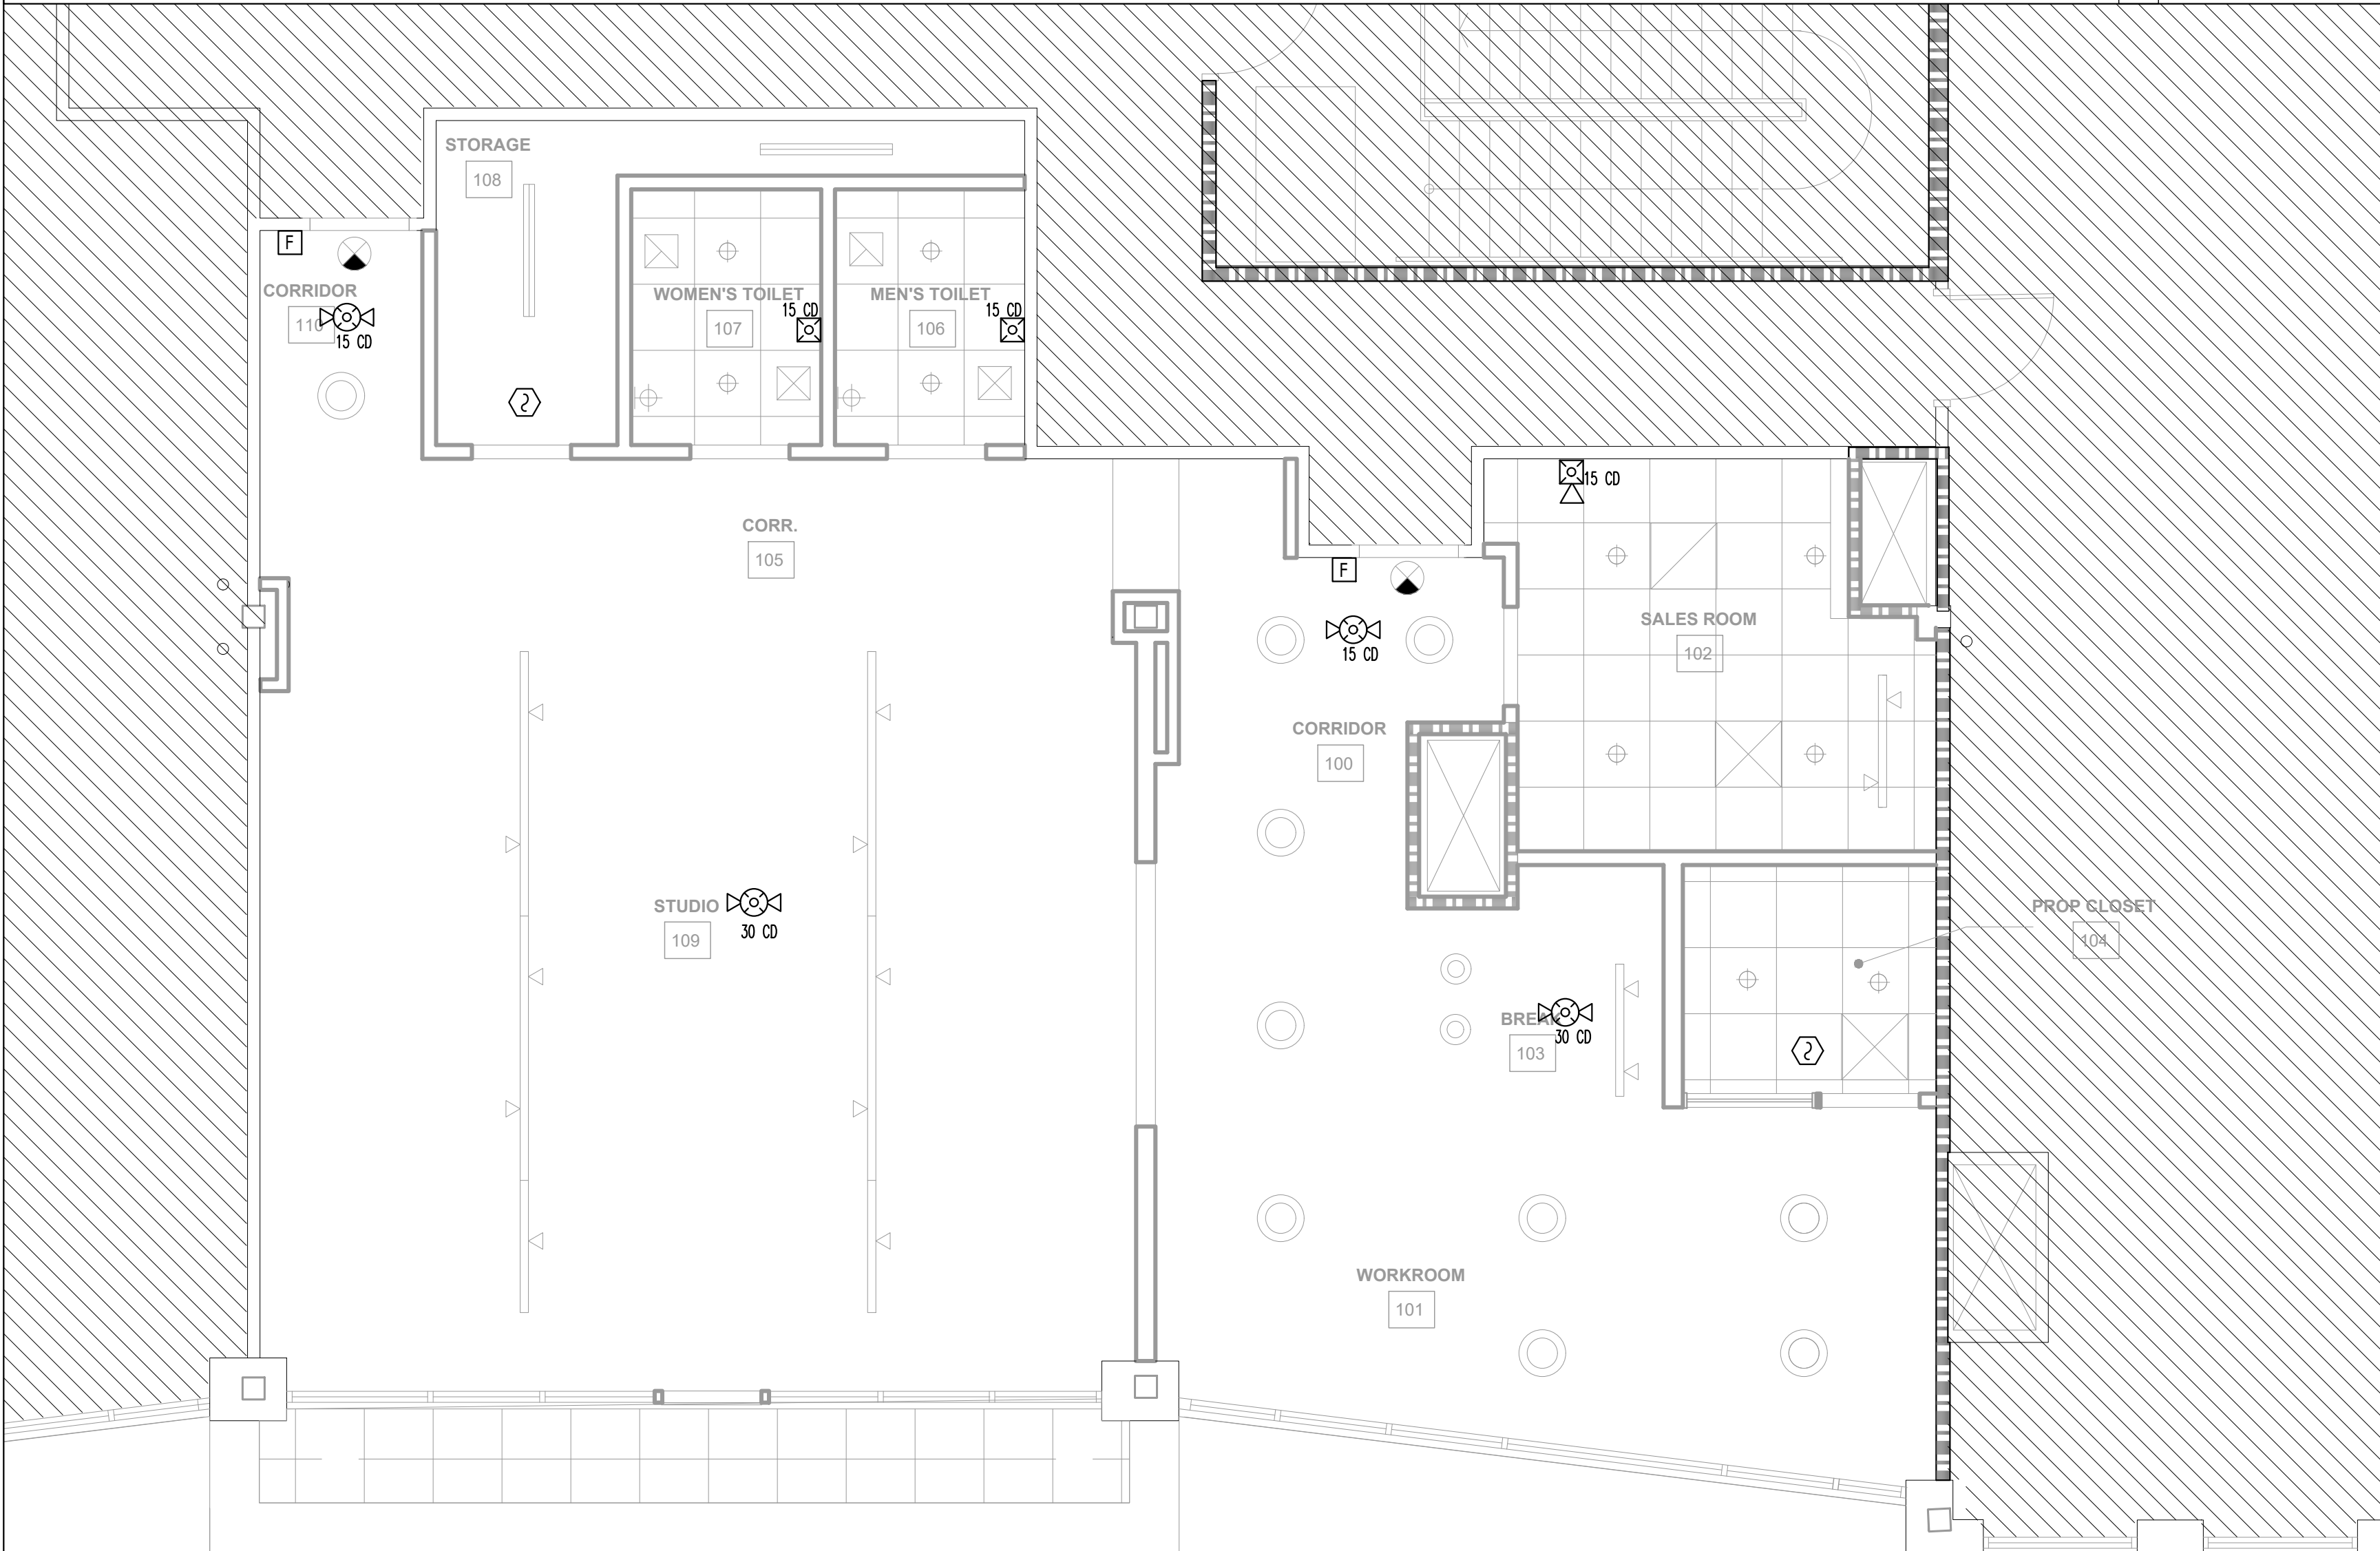 STORAGE
108
F
CORRIDOR
110
15 CD
WOMEN'S TOILET
15 CD
107
MEN'S TOILET
15 CD
106
15 CD
CORR.
105
F
15 CD
SALES ROOM
102
CORRIDOR
100
STUDIO
109
30 CD
PROP CLOSET
104
BREAK
103
30 CD
WORKROOM
101